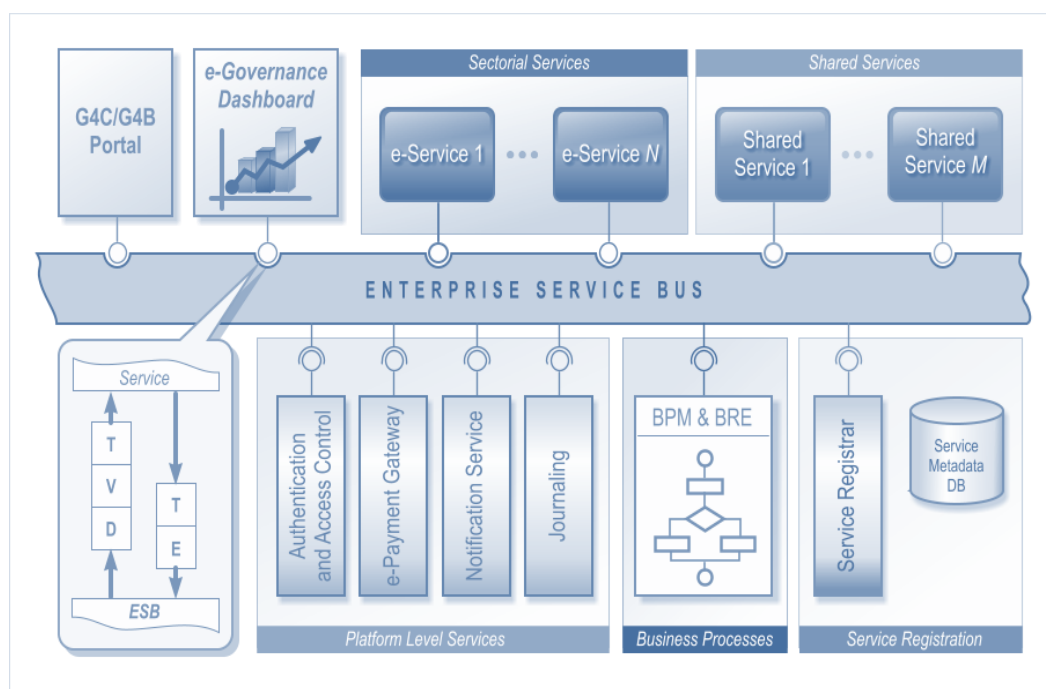 G4C/G4B
Portal
e-Governance
Dashboard
Sectorial Services
e-Service 1
e-Service N
Shared Services
Shared
Service 1
Shared
Service M
ENTERPRISE SERVICE BUS
Service
T
V
D
T
E
ESB
Authentication
and Access Control
e-Payment Gateway
Notification Service
Journaling
Platform Level Services
BPM & BRE
Business Processes
Service Registrar
Service
Metadata
DB
Service Registration